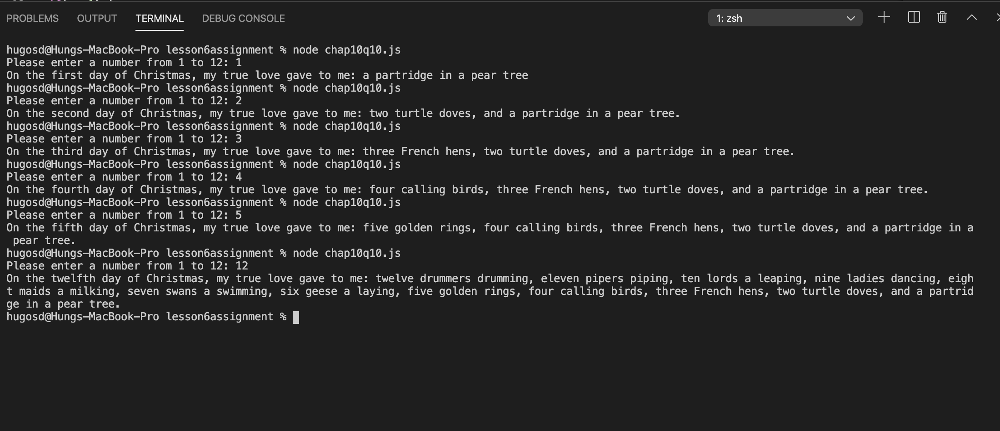 PROBLEMS OUTPUT TERMINAL DEBUG CONSOLE 1: zsh
hugosd@Hungs-MacBook-Pro lesson6assignment % node chap10q10.js
Please enter a number from 1 to 12: 1
On the first day of Christmas, my true love gave to me: a partridge in a pear tree
hugosd@Hungs-MacBook-Pro lesson6assignment % node chap10q10.js
Please enter a number from 1 to 12: 2
On the second day of Christmas, my true love gave to me: two turtle doves, and a partridge in a pear tree.
hugosd@Hungs-MacBook-Pro lesson6assignment % node chap10q10.js
Please enter a number from 1 to 12: 3
On the third day of Christmas, my true love gave to me: three French hens, two turtle doves, and a partridge in a pear tree.
hugosd@Hungs-MacBook-Pro lesson6assignment % node chap10q10.js
Please enter a number from 1 to 12: 4
On the fourth day of Christmas, my true love gave to me: four calling birds, three French hens, two turtle doves, and a partridge in a pear tree.
hugosd@Hungs-MacBook-Pro lesson6assignment % node chap10q10.js
Please enter a number from 1 to 12: 5
On the fifth day of Christmas, my true love gave to me: five golden rings, four calling birds, three French hens, two turtle doves, and a partridge in a
 pear tree.
hugosd@Hungs-MacBook-Pro lesson6assignment % node chap10q10.js
Please enter a number from 1 to 12: 12
On the twelfth day of Christmas, my true love gave to me: twelve drummers drumming, eleven pipers piping, ten lords a leaping, nine ladies dancing, eigh
t maids a milking, seven swans a swimming, six geese a laying, five golden rings, four calling birds, three French hens, two turtle doves, and a partrid
ge in a pear tree.
hugosd@Hungs-MacBook-Pro lesson6assignment %